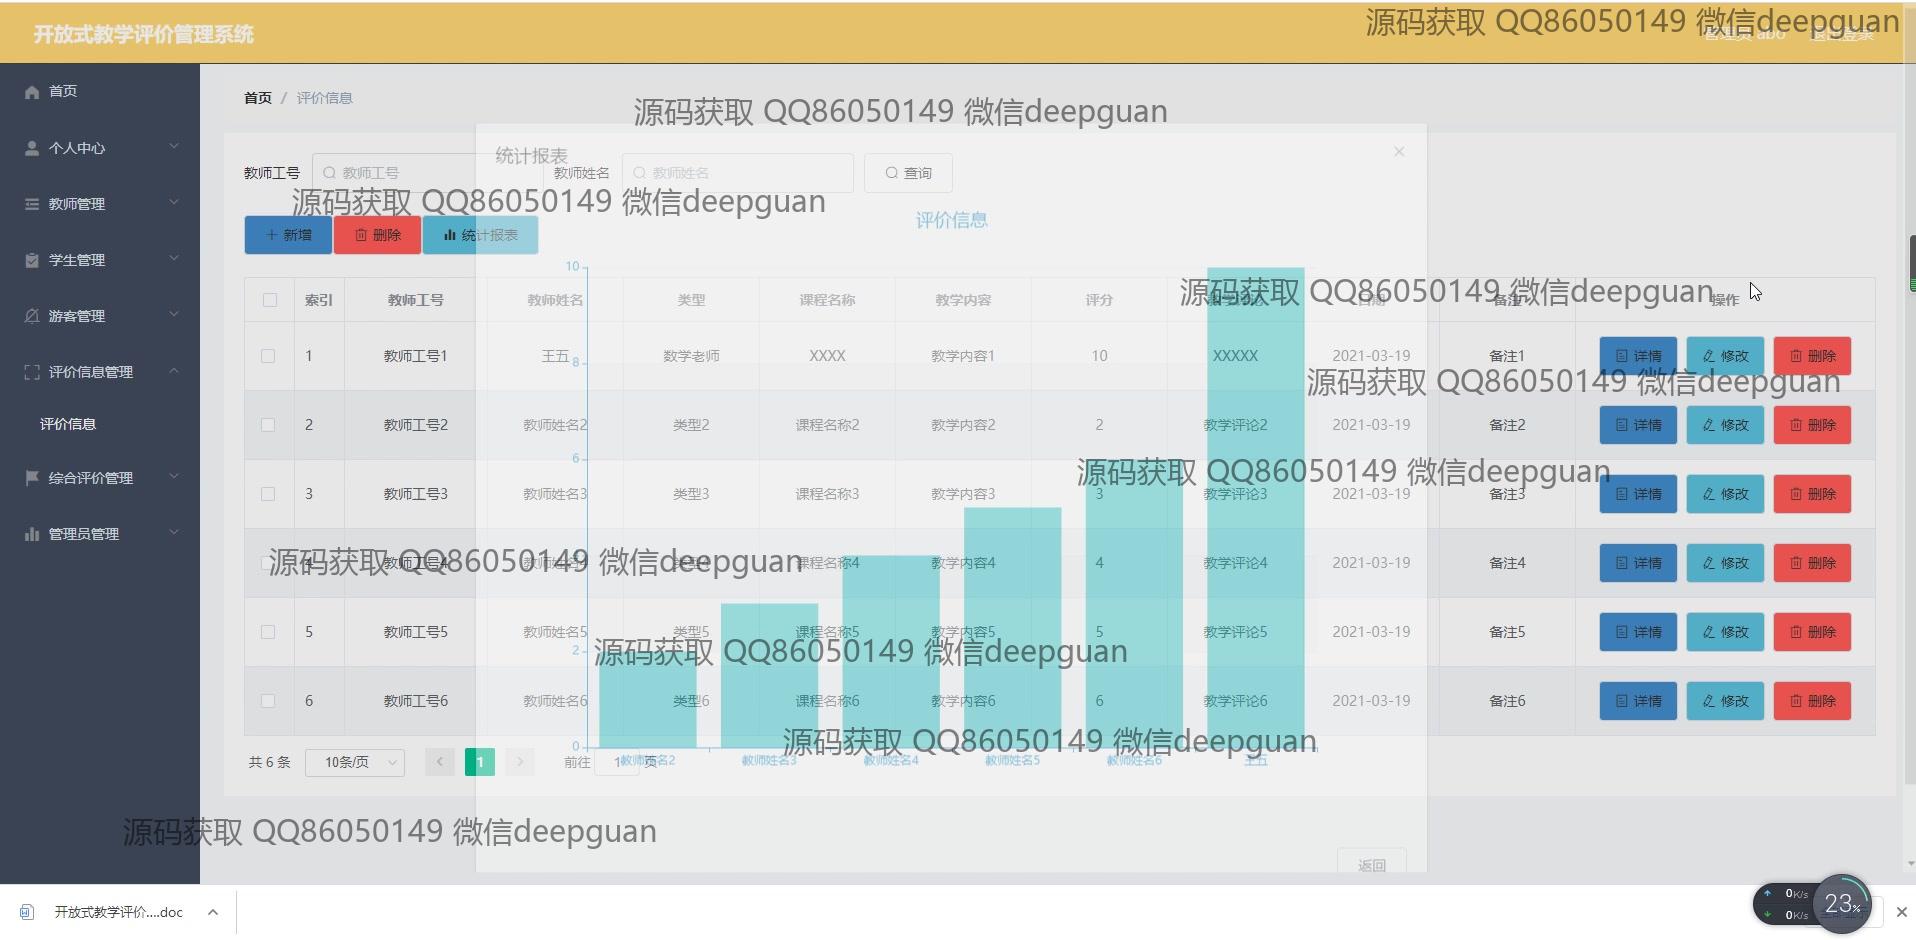 开放式教学评价管理系统
源码获取 QQ86050149 微信deepguan
管理员 abo 退出登录
首页
个人中心
教师管理
学生管理
游客管理
评价信息管理
评价信息
综合评价管理
管理员管理
首页 / 评价信息
源码获取 QQ86050149 微信deepguan
统计报表
教师工号 教师工号 教师姓名 教师姓名 查询
源码获取 QQ86050149 微信deepguan
评价信息
新增 删除 统计报表
源码获取 QQ86050149 微信deepguan
索引 教师工号 教师姓名 类型 课程名称 教学内容 评分 教学评论 日期 备注 操作
1 教师工号1 王五 数学老师 XXXX 教学内容1 10 XXXXX 2021-03-19 备注1 详情 修改 删除
源码获取 QQ86050149 微信deepguan
2 教师工号2 教师姓名2 类型2 课程名称2 教学内容2 2 教学评论2 2021-03-19 备注2 详情 修改 删除
源码获取 QQ86050149 微信deepguan
3 教师工号3 教师姓名3 类型3 课程名称3 教学内容3 3 教学评论3 2021-03-19 备注3 详情 修改 删除
源码获取 QQ86050149 微信deepguan
4 教师工号4 教师姓名4 类型4 课程名称4 教学内容4 4 教学评论4 2021-03-19 备注4 详情 修改 删除
5 教师工号5 教师姓名5 类型5 课程名称5 教学内容5 5 教学评论5 2021-03-19 备注5 详情 修改 删除
源码获取 QQ86050149 微信deepguan
6 教师工号6 教师姓名6 类型6 课程名称6 教学内容6 6 教学评论6 2021-03-19 备注6 详情 修改 删除
10
8
6
2
0
源码获取 QQ86050149 微信deepguan
教师姓名2 教师姓名3 教师姓名4 教师姓名5 教师姓名6 王五
共 6 条 10条/页 1 前往 1 页
源码获取 QQ86050149 微信deepguan
返回
开放式教学评价....doc
0K/s
0K/s
23%